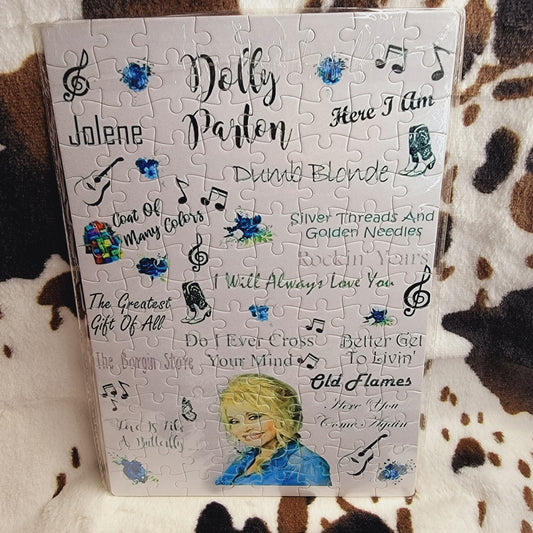 Dolly
Parton
Here I Am
Jolene
Dumb Blonde
Coat Of
Many Colors
Silver Threads And
Golden Needles
Rockin' Years
I Will Always Love You
The Greatest
Gift Of All
Do I Ever Cross
Your Mind
Better Get
To Livin'
The Bargain Store
Old Flames
Here You
Come Again
Love Is Like
A Butterfly